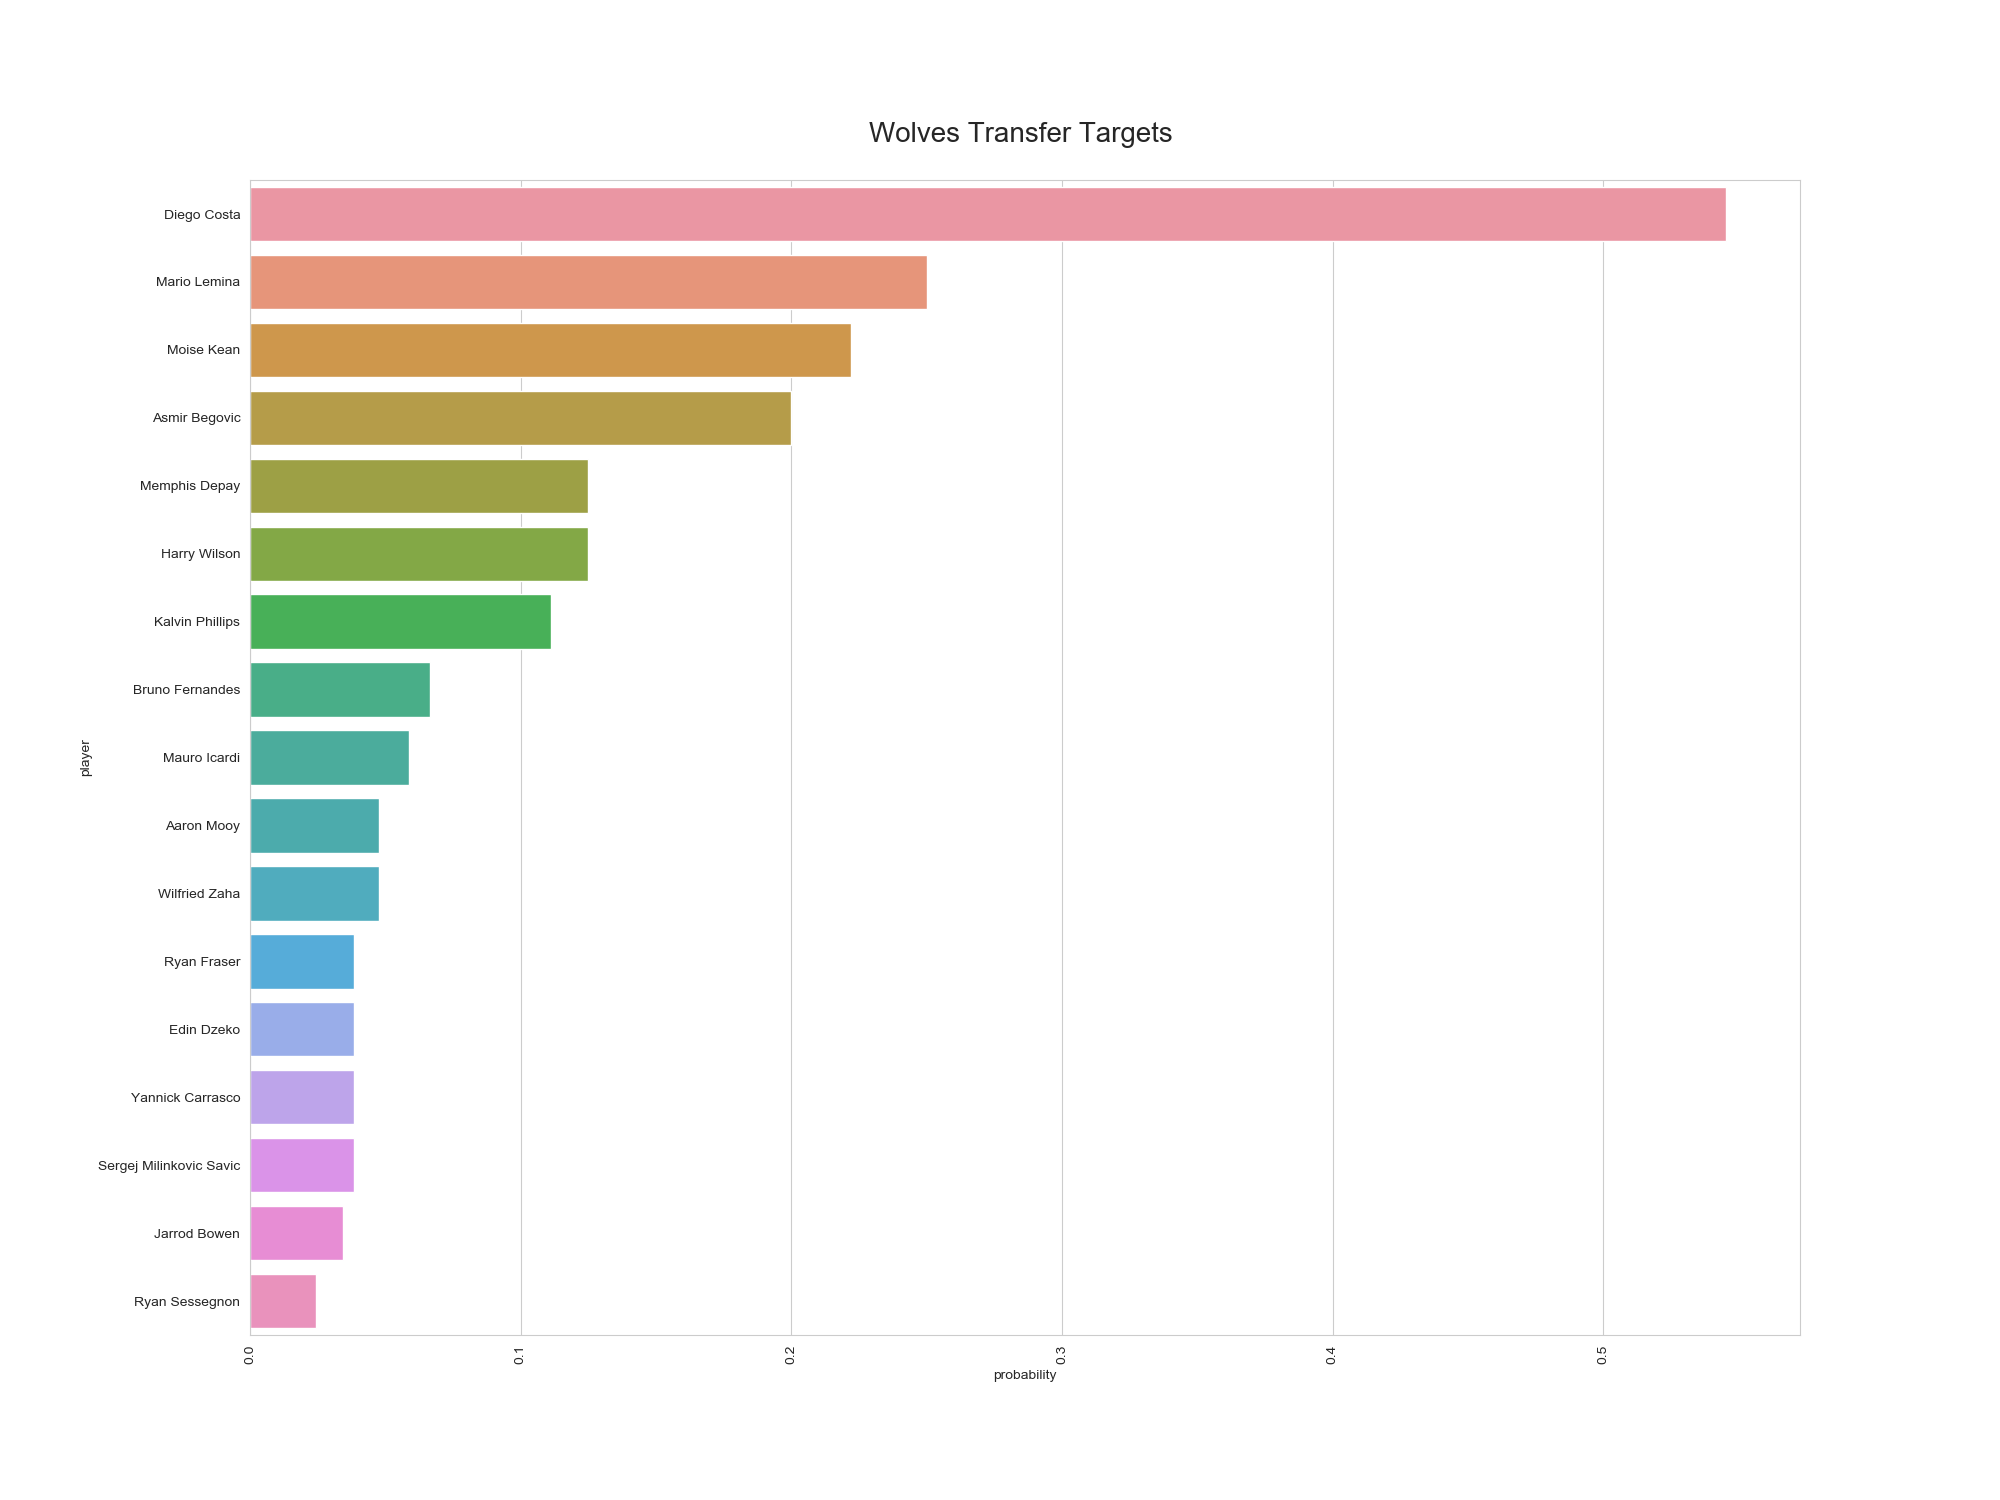 Wolves Transfer Targets
Diego Costa
Mario Lemina
Moise Kean
Asmir Begovic
Memphis Depay
Harry Wilson
Kalvin Phillips
Bruno Fernandes
Mauro Icardi
Aaron Mooy
Wilfried Zaha
Ryan Fraser
Edin Dzeko
Yannick Carrasco
Sergej Milinkovic Savic
Jarrod Bowen
Ryan Sessegnon
player
0.0
0.1
0.2
0.3
0.4
0.5
probability